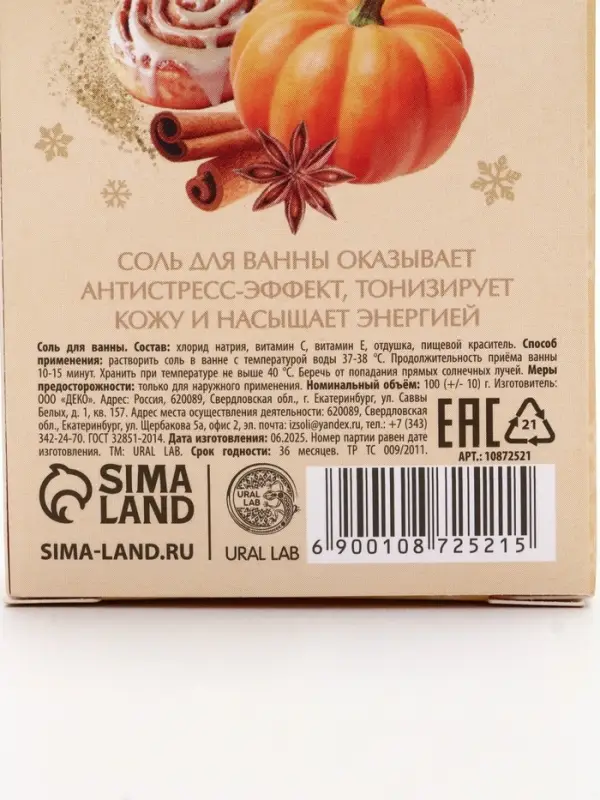 СОЛЬ ДЛЯ ВАННЫ ОКАЗЫВАЕТ
АНТИСТРЕСС-ЭФФЕКТ, ТОНИЗИРУЕТ
КОЖУ И НАСЫЩАЕТ ЭНЕРГИЕЙ
Соль для ванны. Состав: хлорид натрия, витамин С, витамин Е, отдушка, пищевой краситель. Способ
применения: растворить соль в ванне с температурой воды 37-38 °С. Продолжительность приёма ванны
10-15 минут. Хранить при температуре не выше 40 °С. Беречь от попадания прямых солнечных лучей. Меры
предосторожности: только для наружного применения. Номинальный объём: 100 (+/- 10) г. Изготовитель:
ООО «ДЕКО». Адрес: Россия, 620089, Свердловская обл., г. Екатеринбург, ул. Саввы
Белых, д. 1, кв. 157. Адрес места осуществления деятельности: 620089, Свердловская
обл., г. Екатеринбург, ул. Щербакова 5а, офис 2, эл. почта: izsoli@yandex.ru, тел.: +7 (343)
342-24-70. ГОСТ 32851-2014. Дата изготовления: 06.2025. Номер партии равен дате
изготовления. ТМ: URAL LAB. Срок годности: 36 месяцев. ТР ТС 009/2011.
EAC
21
АРТ.: 10872521
SIMA
LAND
SIMA-LAND.RU
URAL
LAB
URAL LAB
6 900108 725215